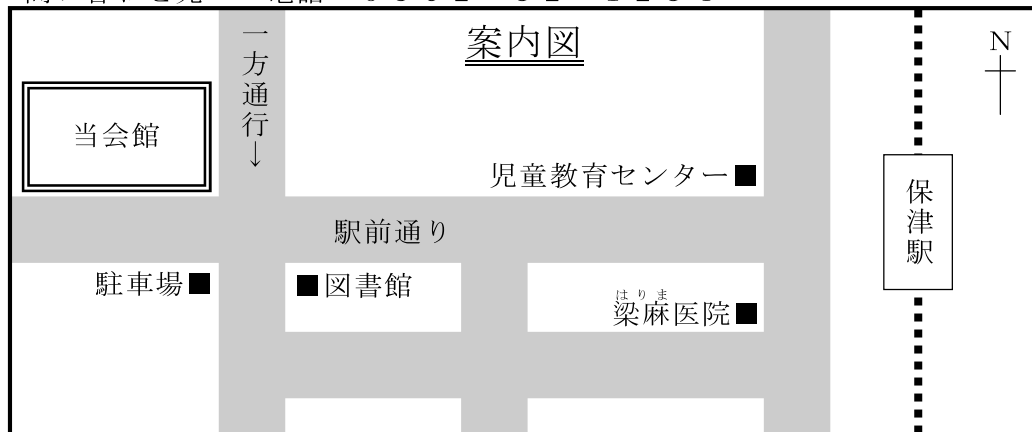 案内図
N
一方通行↓
当会館
児童教育センター■
保津駅
駅前通り
駐車場■
■図書館
はりま
梁麻医院■